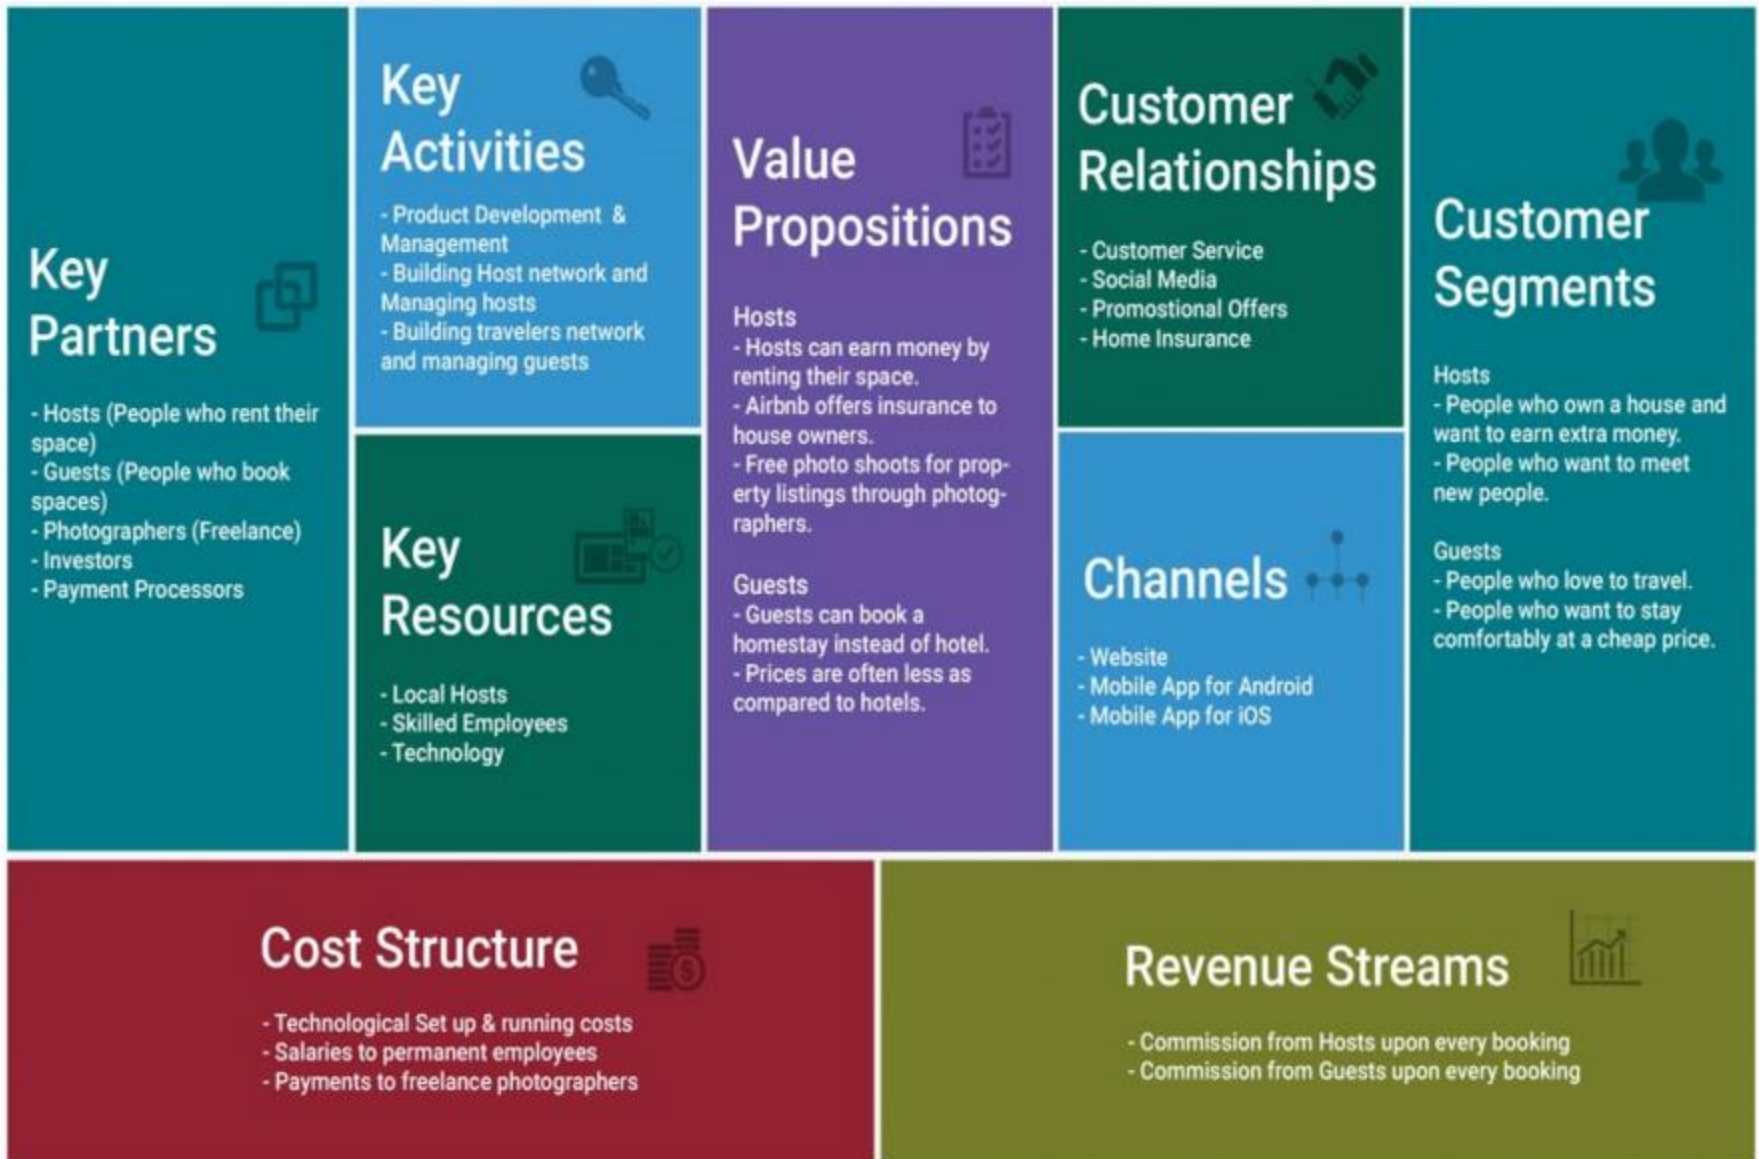 Key
Partners
- Hosts (People who rent their
space)
- Guests (People who book
spaces)
- Photographers (Freelance)
- Investors
- Payment Processors
Key
Activities
- Product Development &
Management
- Building Host network and
Managing hosts
- Building travelers network
and managing guests
Key
Resources
- Local Hosts
- Skilled Employees
- Technology
Value
Propositions
Hosts
- Hosts can earn money by
renting their space.
- Airbnb offers insurance to
house owners.
- Free photo shoots for prop-
erty listings through photog-
raphers.
Guests
- Guests can book a
homestay instead of hotel.
- Prices are often less as
compared to hotels.
Customer
Relationships
- Customer Service
- Social Media
- Promostional Offers
- Home Insurance
Channels
- Website
- Mobile App for Android
- Mobile App for iOS
Customer
Segments
Hosts
- People who own a house and
want to earn extra money.
- People who want to meet
new people.
Guests
- People who love to travel.
- People who want to stay
comfortably at a cheap price.
Cost Structure
- Technological Set up & running costs
- Salaries to permanent employees
- Payments to freelance photographers
Revenue Streams
- Commission from Hosts upon every booking
- Commission from Guests upon every booking